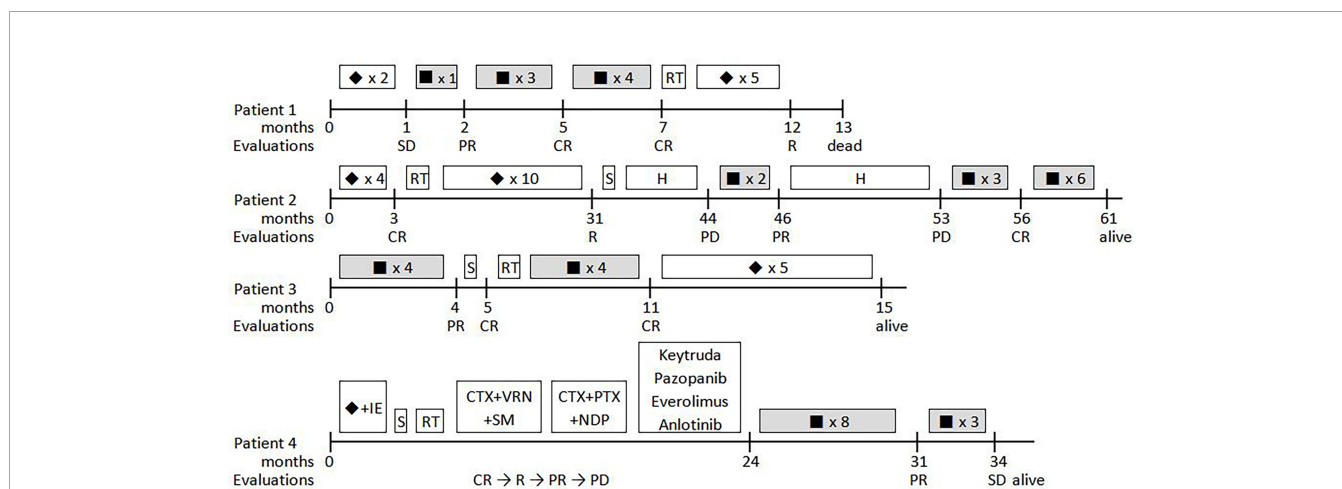 ◆ x 2 ■ x 1 ■ x 3 ■ x 4 RT ◆ x 5
Patient 1
months 0 1 2 5 7 12 13
Evaluations SD PR CR CR R dead
◆ x 4 RT ◆ x 10 S H ■ x 2 H ■ x 3 ■ x 6
Patient 2
months 0 3 31 44 46 53 56 61
Evaluations CR R PD PR PD CR alive
■ x 4 S RT ■ x 4 ◆ x 5
Patient 3
months 0 4 5 11 15
Evaluations PR CR CR alive
◆+IE S RT CTX+VRN +SM CTX+PTX +NDP Keytruda Pazopanib Everolimus Anlotinib ■ x 8 ■ x 3
Patient 4
months 0 24 31 34
Evaluations CR → R → PR → PD PR SD alive